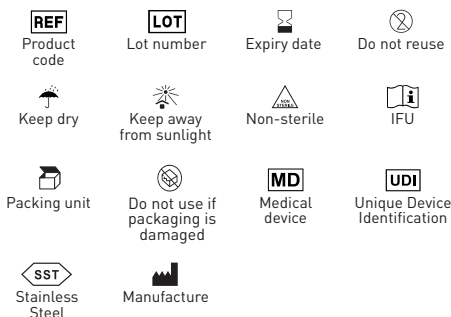 REF
Product
code
LOT
Lot number
Expiry date
2
Do not reuse
Keep dry
Keep away
from sunlight
NON
STERILE
Non-sterile
i
IFU
Packing unit
Do not use if
packaging is
damaged
MD
Medical
device
UDI
Unique Device
Identification
SST
Stainless
Steel
Manufacture